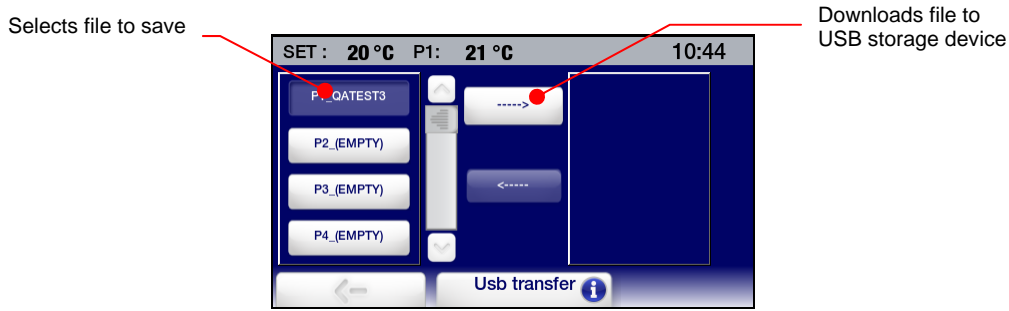 Selects file to save
Downloads file to
USB storage device
SET : 20 °C P1: 21 °C 10:44
P1_QATEST3
----->
P2_(EMPTY)
P3_(EMPTY)
<-----
P4_(EMPTY)
Usb transfer